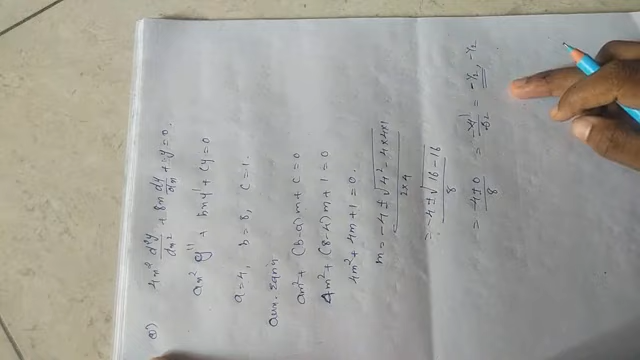 Q) 4x² d²y/dx² + 8x dy/dx + y = 0.
ax² y'' + bxy' + cy = 0
a = 4, b = 8, c = 1.
aux. Eqn is
am² + (b-a)m + c = 0
4m² + (8-4)m + 1 = 0
4m² + 4m + 1 = 0.
m = -4 ± √4² - 4×4×1 / 2×4
= -4 ± √16 - 16 / 8
= -4 ± 0 / 8 = -4 / 8 = -1/2, -1/2